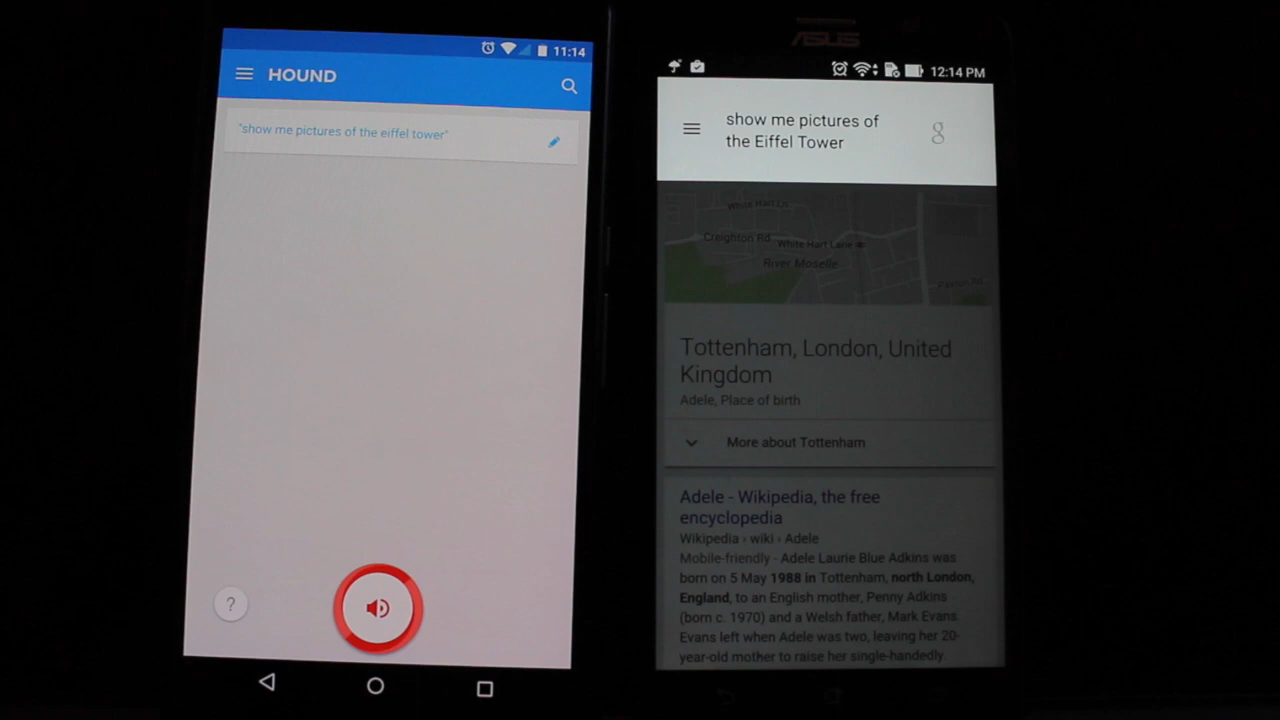 11:14
HOUND
"show me pictures of the eiffel tower"
?
ASUS
12:14 PM
show me pictures of
the Eiffel Tower
g
White Hart Ln
Creighton Rd
White Hart Lane
River Moselle
Tottenham, London, United
Kingdom
Adele, Place of birth
More about Tottenham
Adele - Wikipedia, the free
encyclopedia
Wikipedia › wiki › Adele
Mobile-friendly - Adele Laurie Blue Adkins was
born on 5 May 1988 in Tottenham, north London,
England, to an English mother, Penny Adkins
(born c. 1970) and a Welsh father, Mark Evans.
Evans left when Adele was two, leaving her 20-
year-old mother to raise her single-handedly.